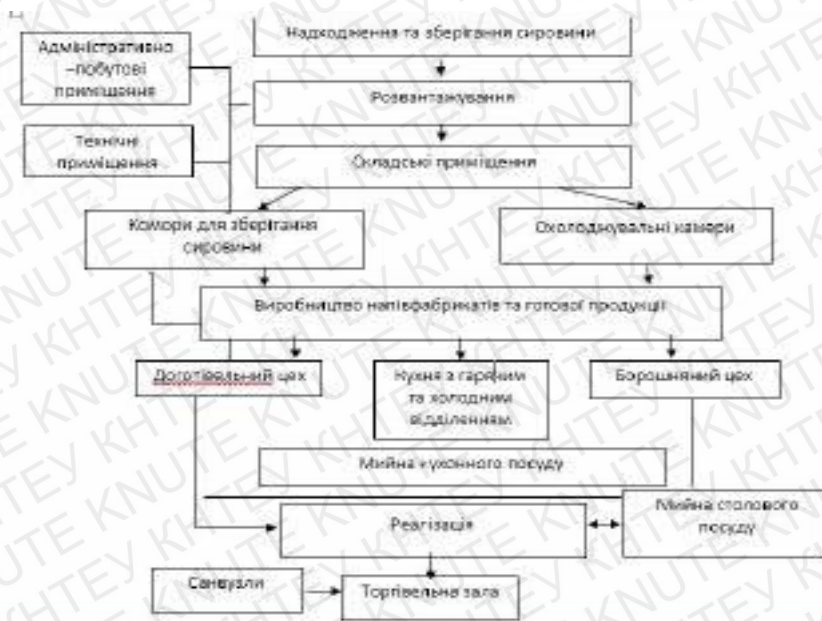 Надходження та зберігання сировини
Адміністративно
–побутові
приміщення
Розвантажування
Технічні
приміщення
Складські приміщення
Комори для зберігання
сировини
Охолоджувальні камери
Виробництво напівфабрикатів та готової продукції
Доготівельний цех
Кухня з гарячим
та холодним
відділенням
Борошняний цех
Мийна кухонного посуду
Мийна столового
посуду
Реалізація
Санвузли
Торгівельна зала
KNUTE КНТЕУ